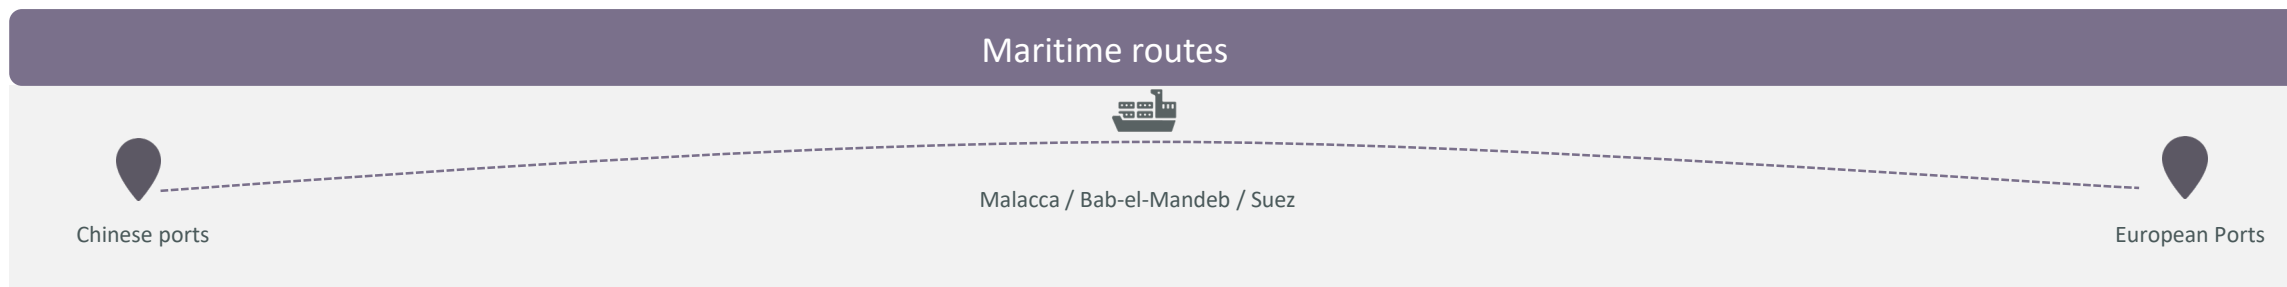 Maritime routes
Malacca / Bab-el-Mandeb / Suez
Chinese ports
European Ports